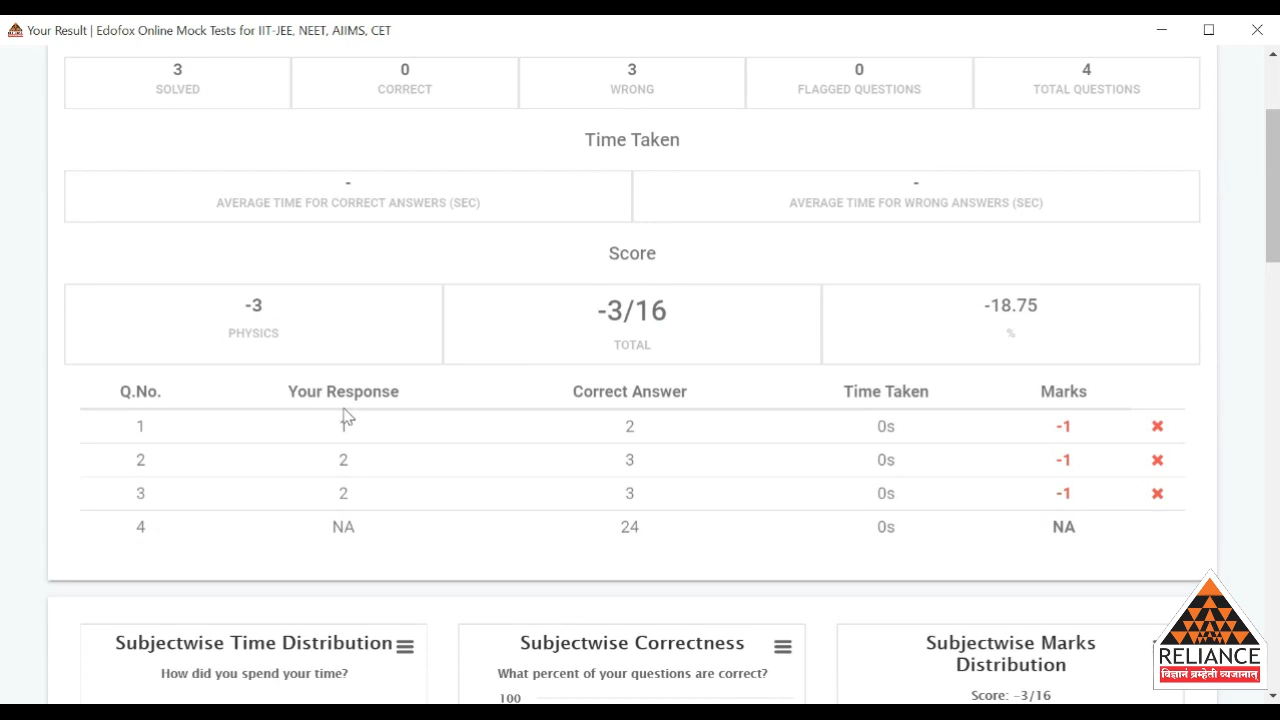 Your Result | Edofox Online Mock Tests for IIT-JEE, NEET, AIIMS, CET
3 0 3 0 4
SOLVED CORRECT WRONG FLAGGED QUESTIONS TOTAL QUESTIONS
Time Taken
- -
AVERAGE TIME FOR CORRECT ANSWERS (SEC) AVERAGE TIME FOR WRONG ANSWERS (SEC)
Score
-3 -3/16 -18.75
PHYSICS TOTAL %
Q.No. Your Response Correct Answer Time Taken Marks
1 1 2 0s -1
2 2 3 0s -1
3 2 3 0s -1
4 NA 24 0s NA
Subjectwise Time Distribution
How did you spend your time?
Subjectwise Correctness
What percent of your questions are correct?
100
Subjectwise Marks
Distribution
Score: -3/16
RELIANCE
विज्ञानं ब्रम्हेती व्यजानात्